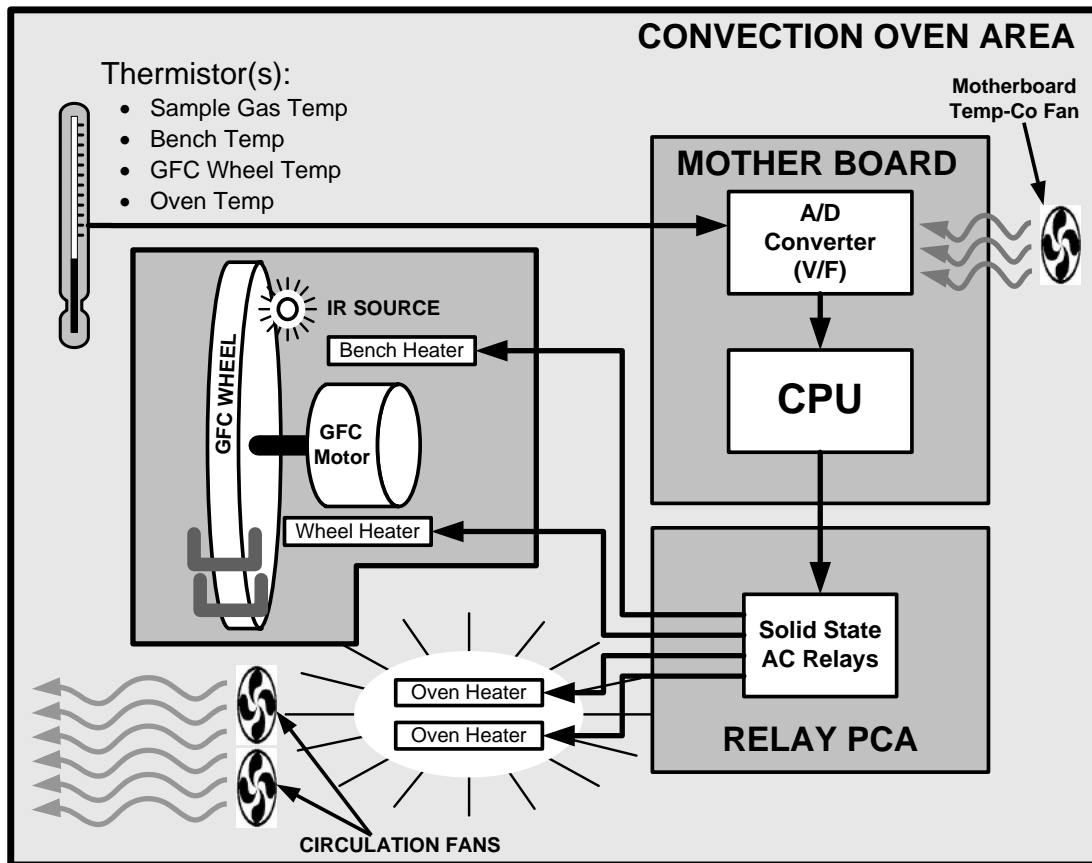 CONVECTION OVEN AREA
Thermistor(s):
• Sample Gas Temp
• Bench Temp
• GFC Wheel Temp
• Oven Temp
Motherboard
Temp-Co Fan
MOTHER BOARD
A/D
Converter
(V/F)
CPU
IR SOURCE
Bench Heater
GFC WHEEL
GFC
Motor
Wheel Heater
Solid State
AC Relays
RELAY PCA
Oven Heater
Oven Heater
CIRCULATION FANS